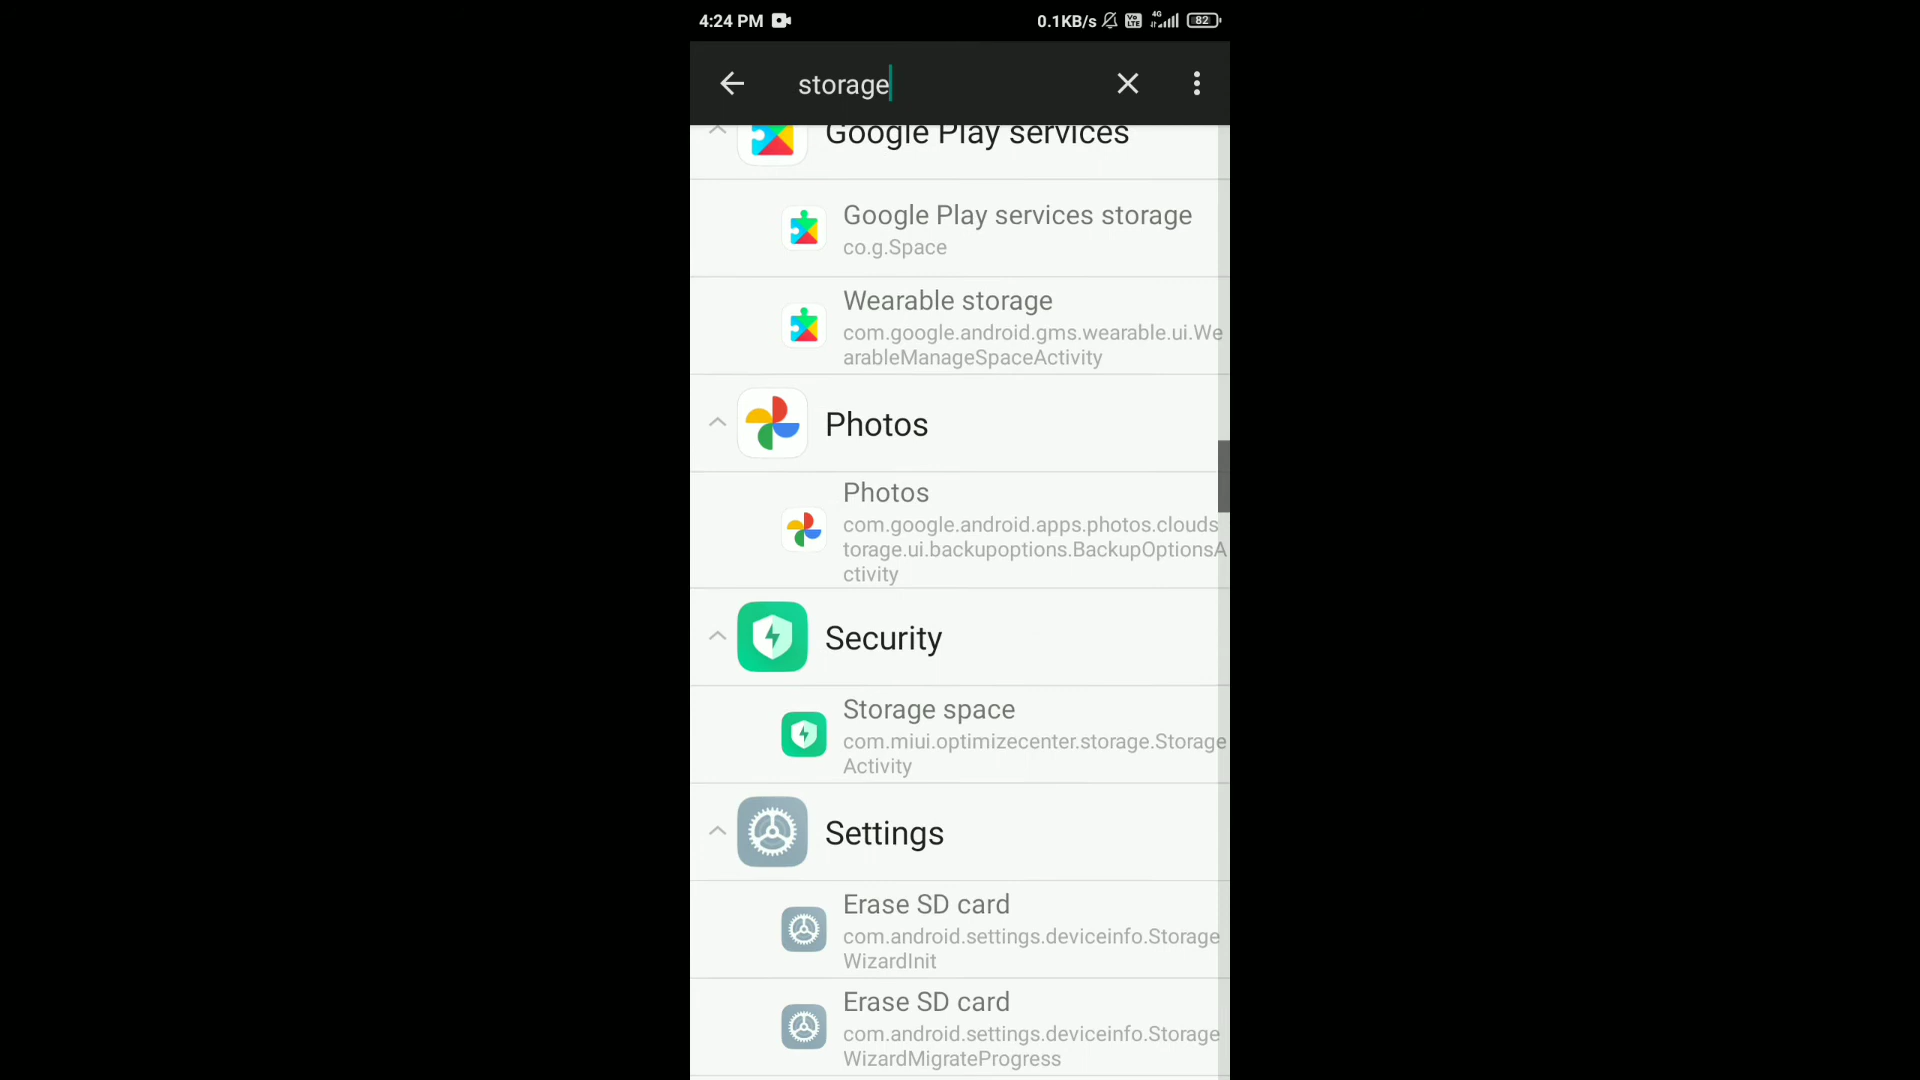 4:24 PM
0.1KB/s
Vo
LTE
4G
82
storage
Google Play services
Google Play services storage
co.g.Space
Wearable storage
com.google.android.gms.wearable.ui.We
arableManageSpaceActivity
Photos
Photos
com.google.android.apps.photos.clouds
torage.ui.backupoptions.BackupOptionsA
ctivity
Security
Storage space
com.miui.optimizecenter.storage.Storage
Activity
Settings
Erase SD card
com.android.settings.deviceinfo.Storage
WizardInit
Erase SD card
com.android.settings.deviceinfo.Storage
WizardMigrateProgress